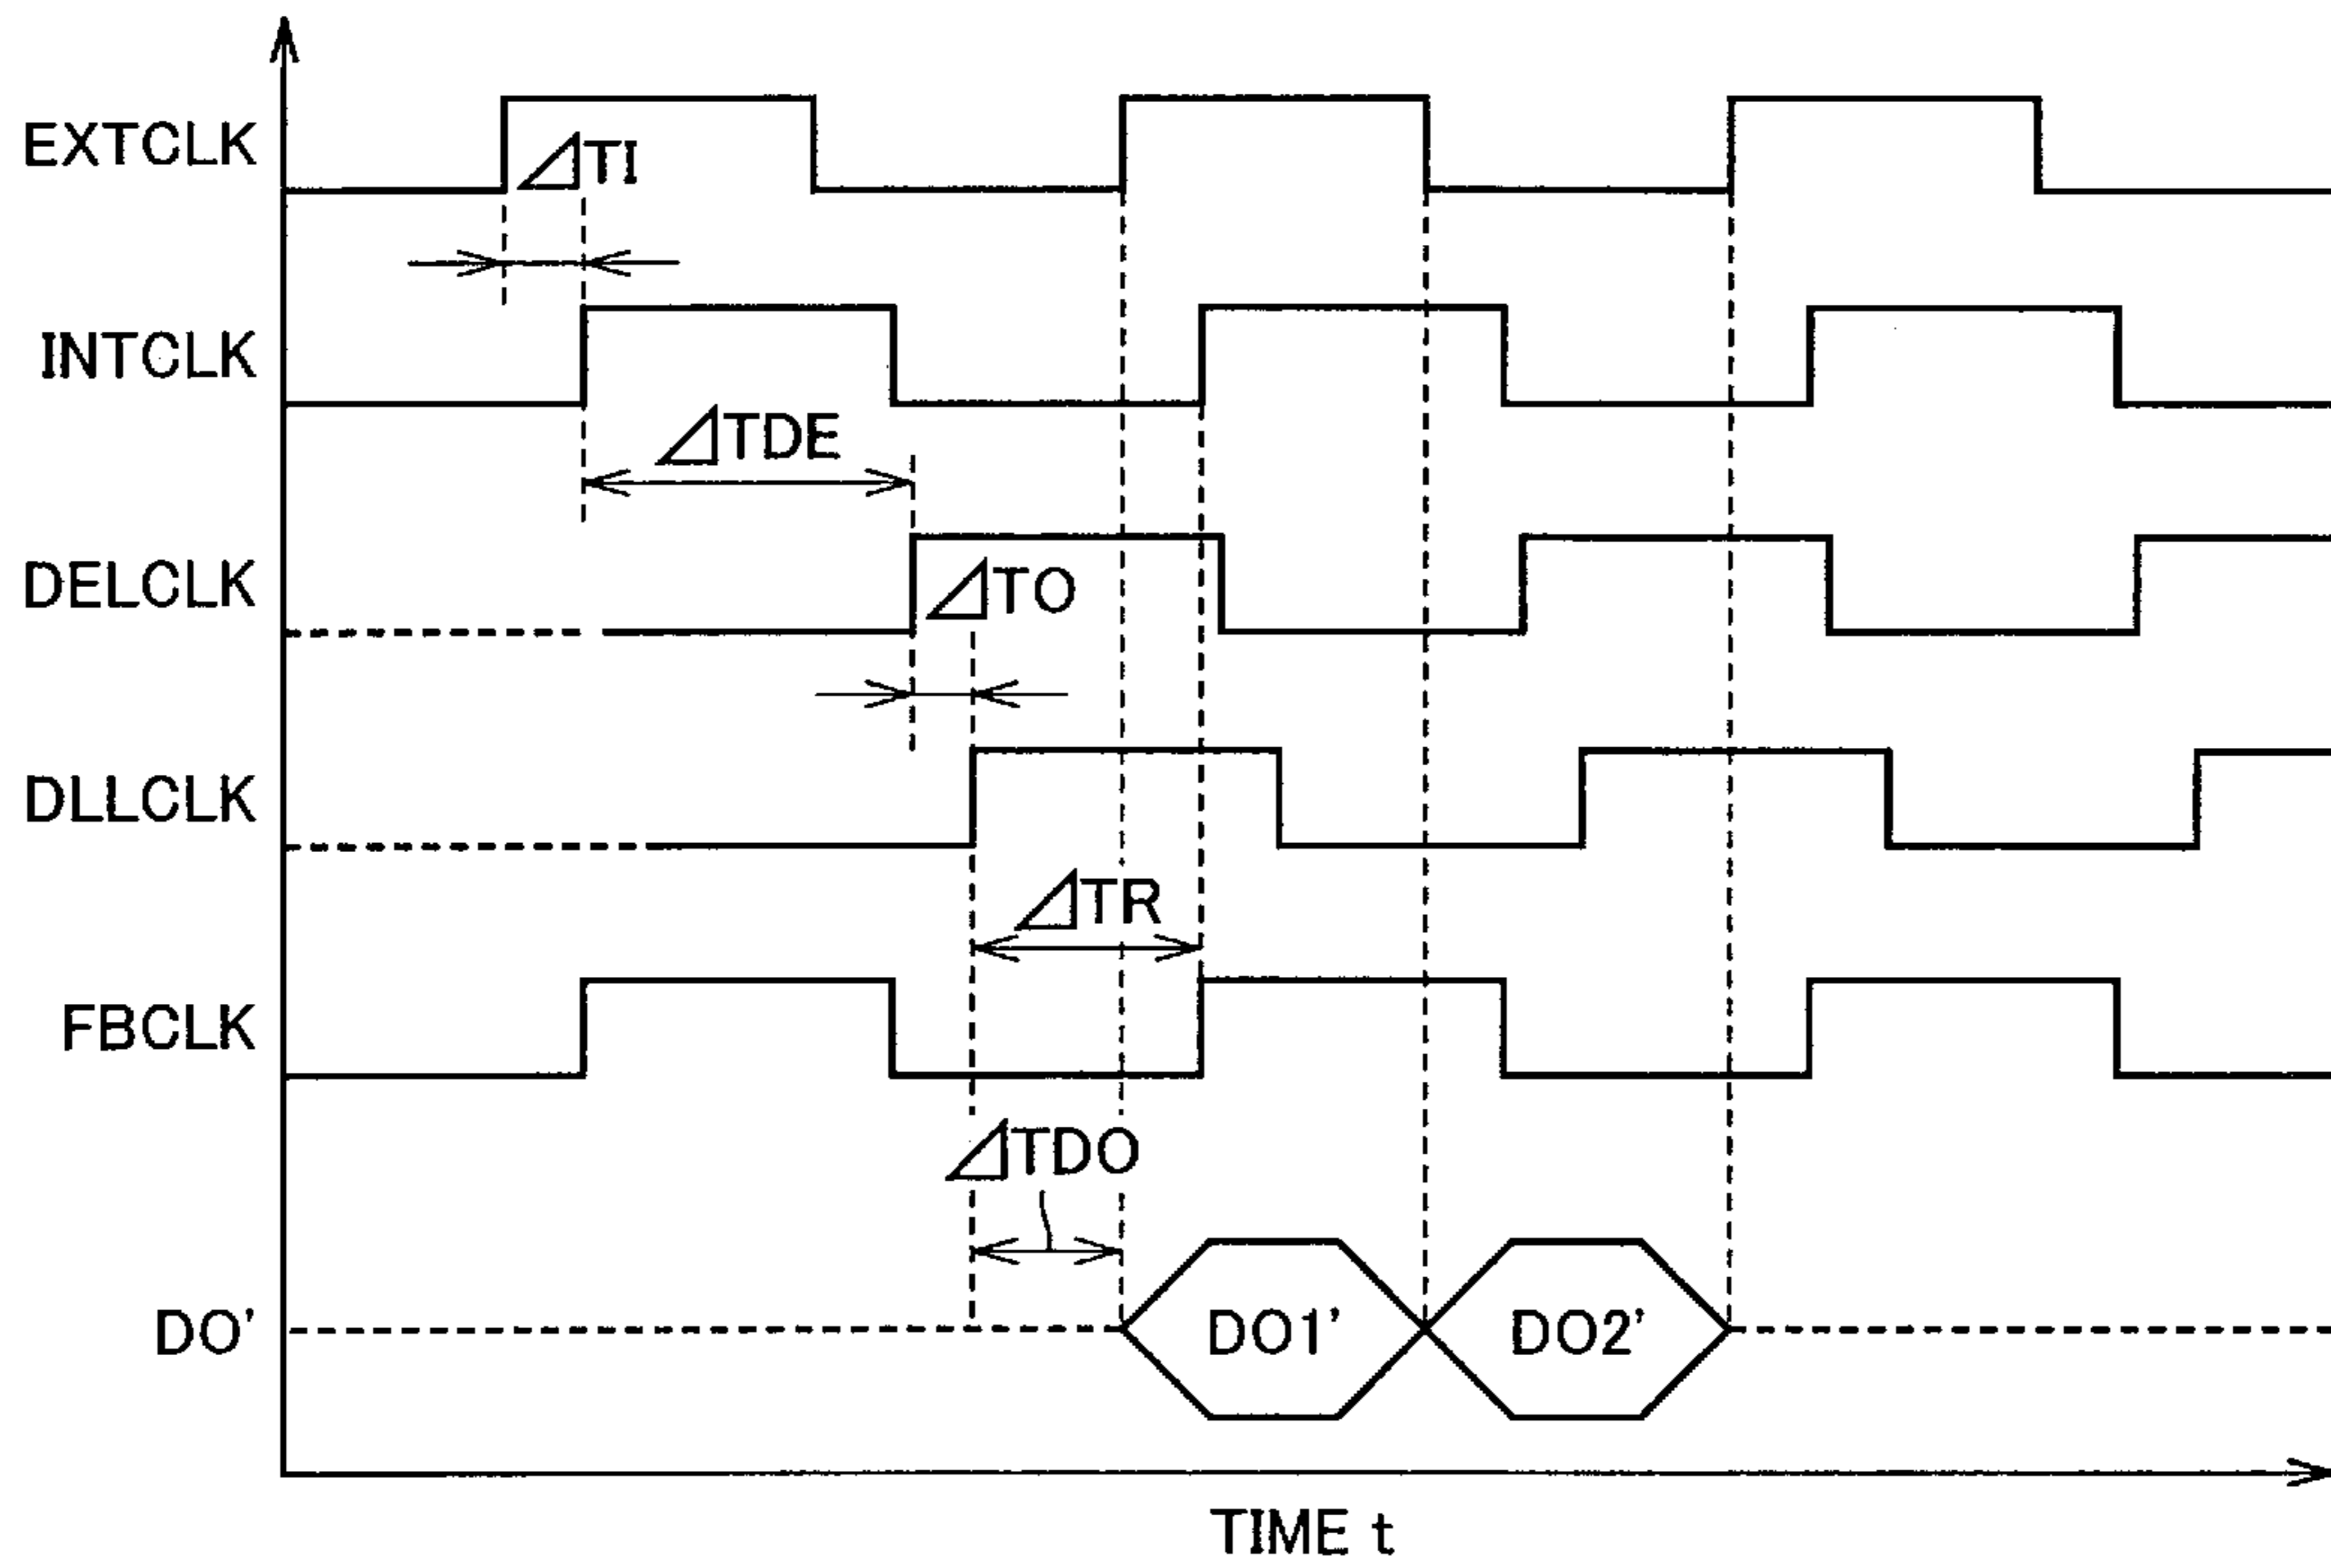 EXTCLK
⊿TI
INTCLK
⊿TDE
DELCLK
⊿TO
DLLCLK
⊿TR
FBCLK
⊿TDO
DO'
DO1'
DO2'
TIME t